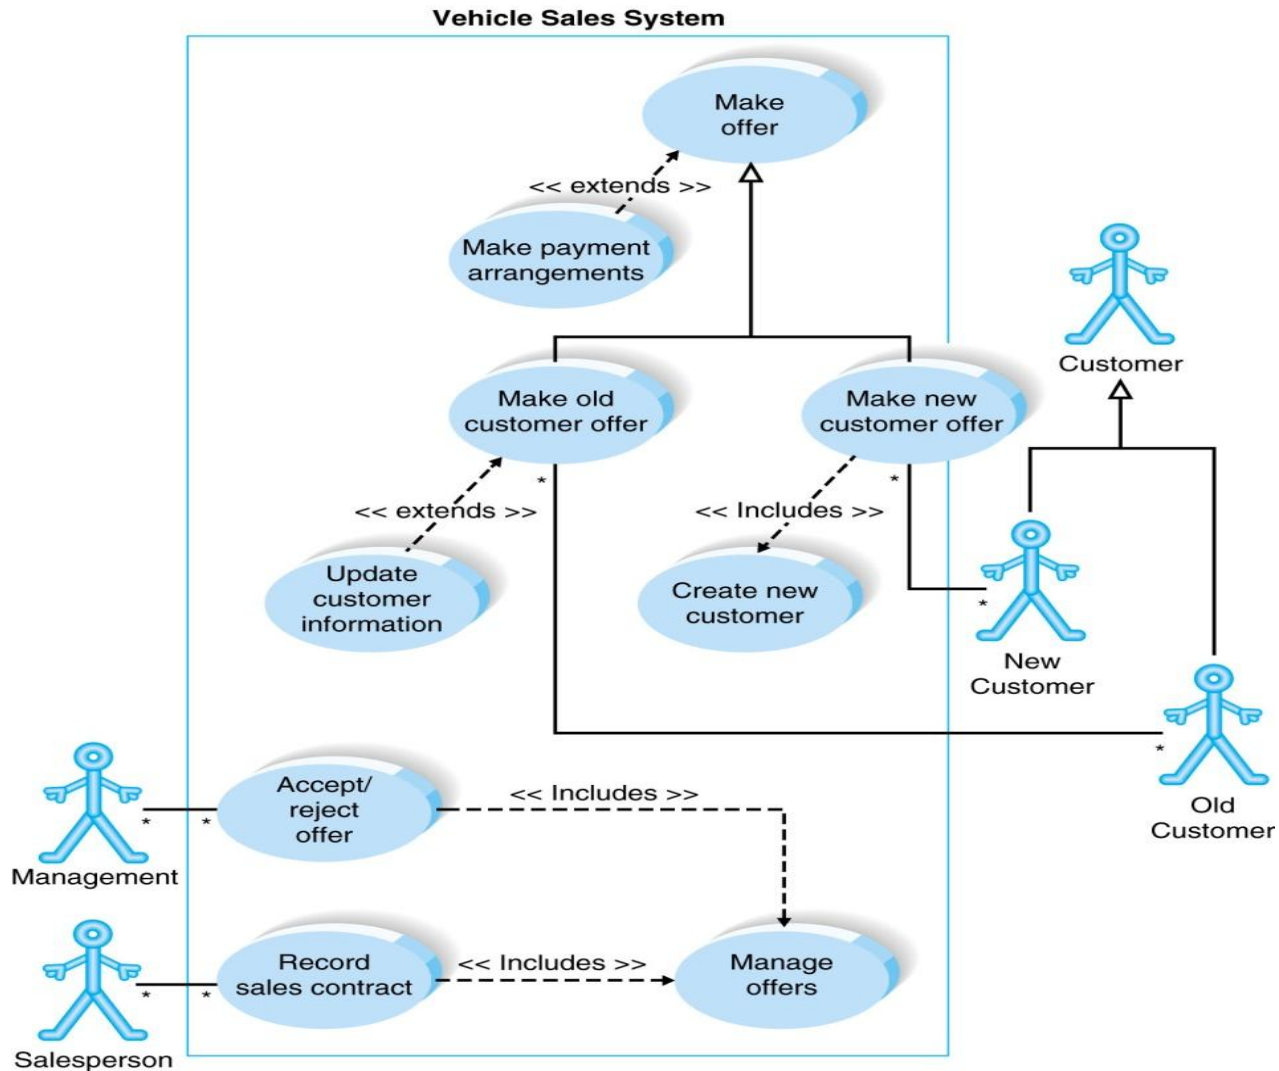 Vehicle Sales System
Make
offer
<< extends >>
Make payment
arrangements
Customer
Make old
customer offer
Make new
customer offer
*
*
<< extends >>
<< Includes >>
Update
customer
information
Create new
customer
*
New
Customer
*
Old
Customer
Accept/
reject
offer
<< Includes >>
*
*
Management
Record
sales contract
<< Includes >>
Manage
offers
*
*
Salesperson